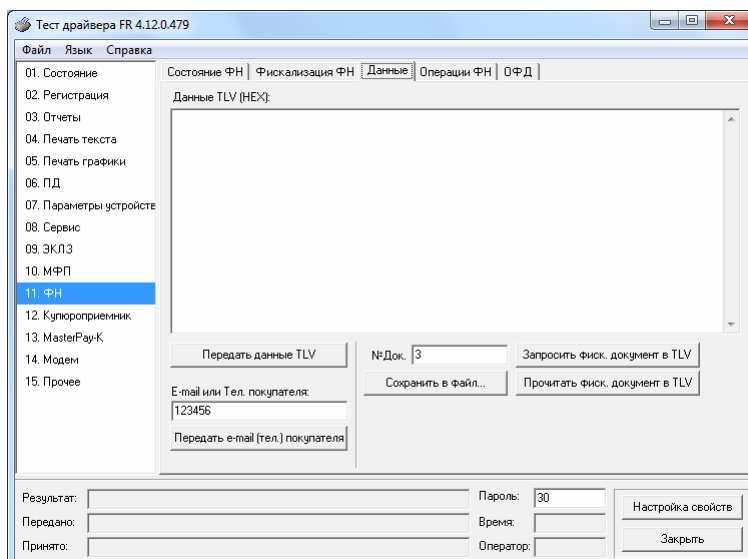 Тест драйвера FR 4.12.0.479
Файл Язык Справка
01. Состояние
02. Регистрация
03. Отчеты
04. Печать текста
05. Печать графики
06. ПД
07. Параметры устройств
08. Сервис
09. ЭКЛЗ
10. МФП
11. ФН
12. Купюроприемник
13. MasterPay-K
14. Модем
15. Прочее
Состояние ФН Фискализация ФН Данные Операции ФН ОФД
Данные TLV (HEX):
Передать данные TLV
№Док. 3
Запросить фиск. документ в TLV
Сохранить в файл...
Прочитать фиск. документ в TLV
E-mail или Тел. покупателя:
123456
Передать e-mail (тел.) покупателя
Результат:
Передано:
Принято:
Пароль: 30
Время:
Оператор:
Настройка свойств
Закрыть